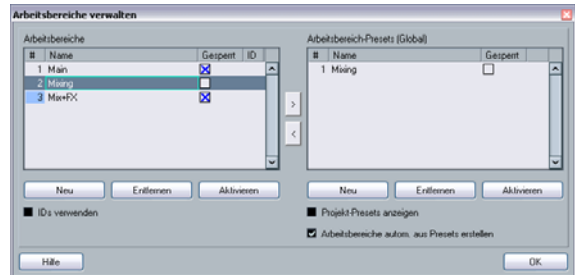 Arbeitsbereiche verwalten
Arbeitsbereiche
# Name Gesperrt ID
1 Main
2 Mixing
3 Mix+FX
>
<
Neu Entfernen Aktivieren
IDs verwenden
Hilfe
Arbeitsbereich-Presets (Global)
# Name Gesperrt
1 Mixing
Neu Entfernen Aktivieren
Projekt-Presets anzeigen
Arbeitsbereiche autom. aus Presets erstellen
OK